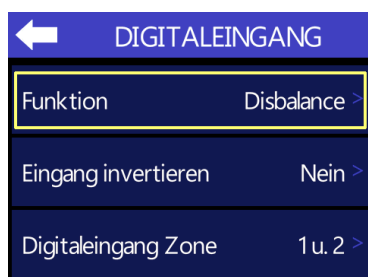 DIGITALEINGANG
Funktion Disbalance >
Eingang invertieren Nein >
Digitaleingang Zone 1 u. 2 >